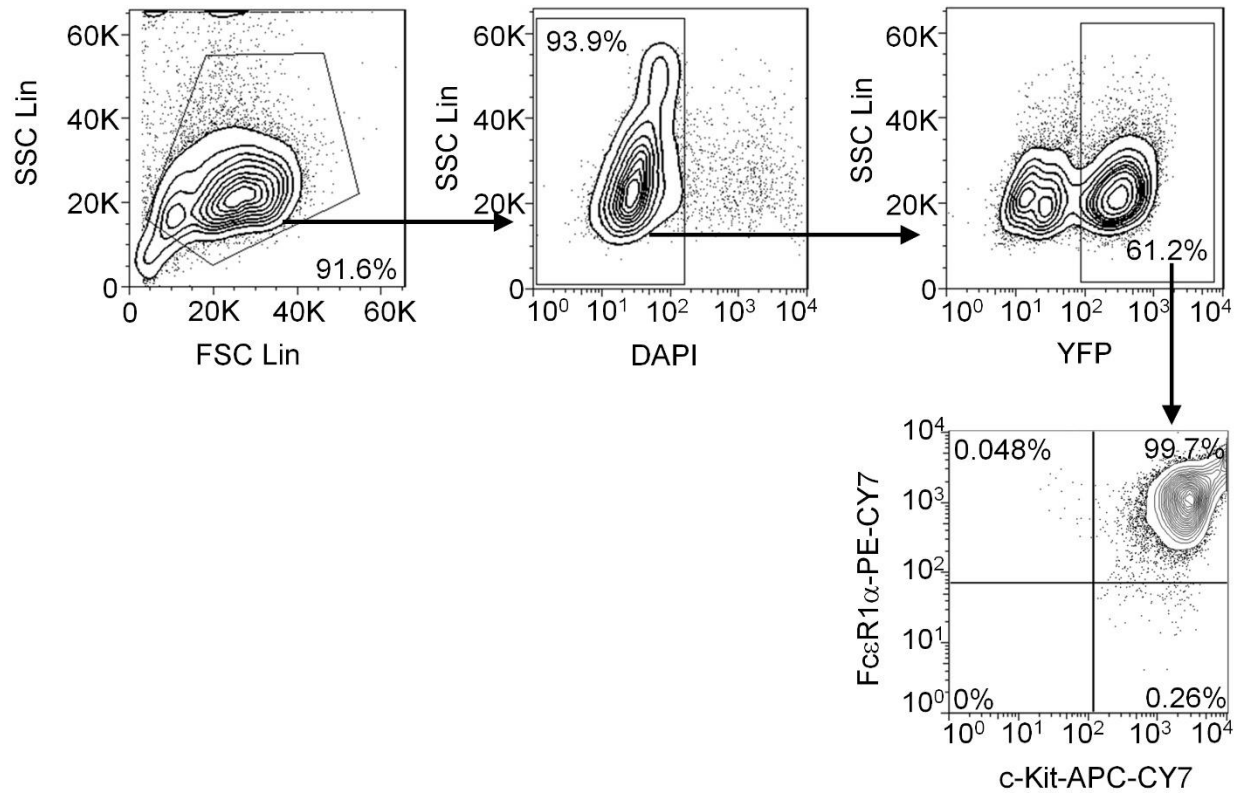 60K
40K
20K
0
SSC Lin
91.6%
20K
40K
60K
FSC Lin
93.9%
60K
40K
20K
0
SSC Lin
10⁰
10¹
10²
10³
10⁴
DAPI
60K
40K
20K
0
SSC Lin
61.2%
10⁰
10¹
10²
10³
10⁴
YFP
10⁴
10³
10²
10¹
10⁰
FcεR1α-PE-CY7
0.048%
99.7%
0%
0.26%
10⁰
10¹
10²
10³
10⁴
c-Kit-APC-CY7